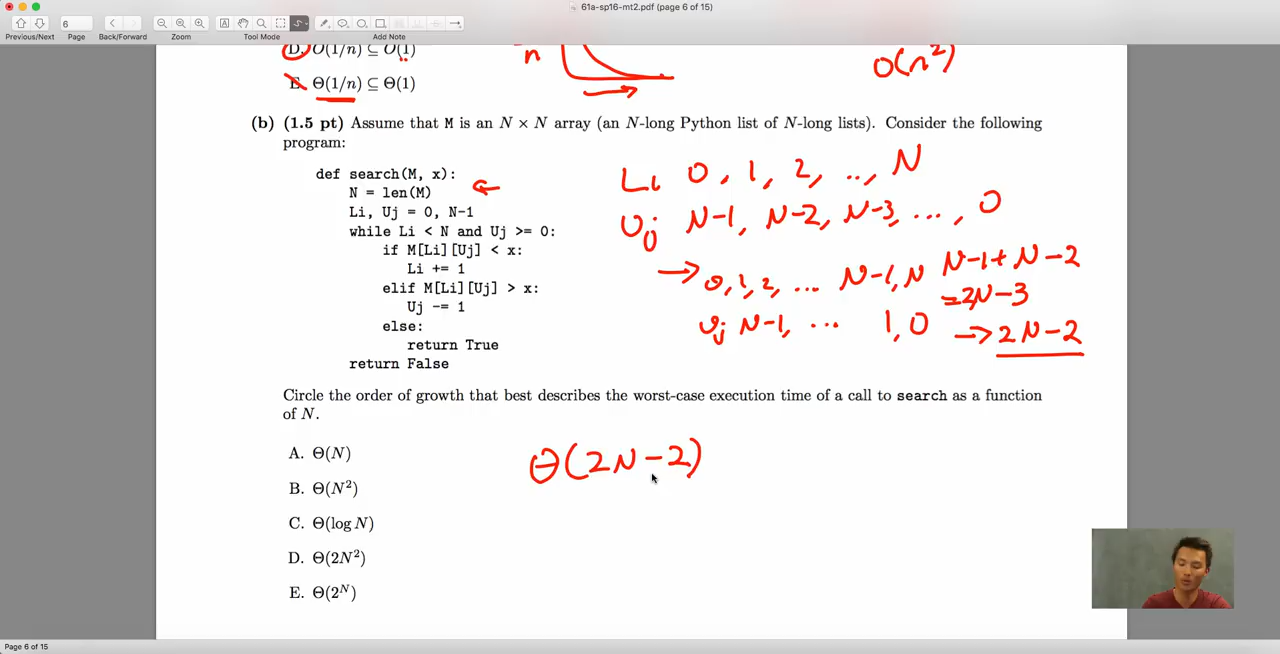 61a-sp16-mt2.pdf (page 6 of 15)
6
Previous/Next Page Back/Forward Zoom Tool Mode Add Note
D. O(1/n) ⊆ O(1)
n
O(n²)
E. Θ(1/n) ⊆ Θ(1)
(b) (1.5 pt) Assume that M is an N × N array (an N-long Python list of N-long lists). Consider the following
program:
def search(M, x):
N = len(M)
Li, Uj = 0, N-1
while Li < N and Uj >= 0:
if M[Li][Uj] < x:
Li += 1
elif M[Li][Uj] > x:
Uj -= 1
else:
return True
return False
Li 0, 1, 2, .., N
Uj N-1, N-2, N-3, ..., 0
→ 0, 1, 2, ... N-1, N N-1 + N-2
= 2N-3
Uj N-1, ... 1, 0 → 2N-2
Circle the order of growth that best describes the worst-case execution time of a call to search as a function
of N.
A. Θ(N)
Θ(2N-2)
B. Θ(N²)
C. Θ(log N)
D. Θ(2N²)
E. Θ(2^N)
Page 6 of 15